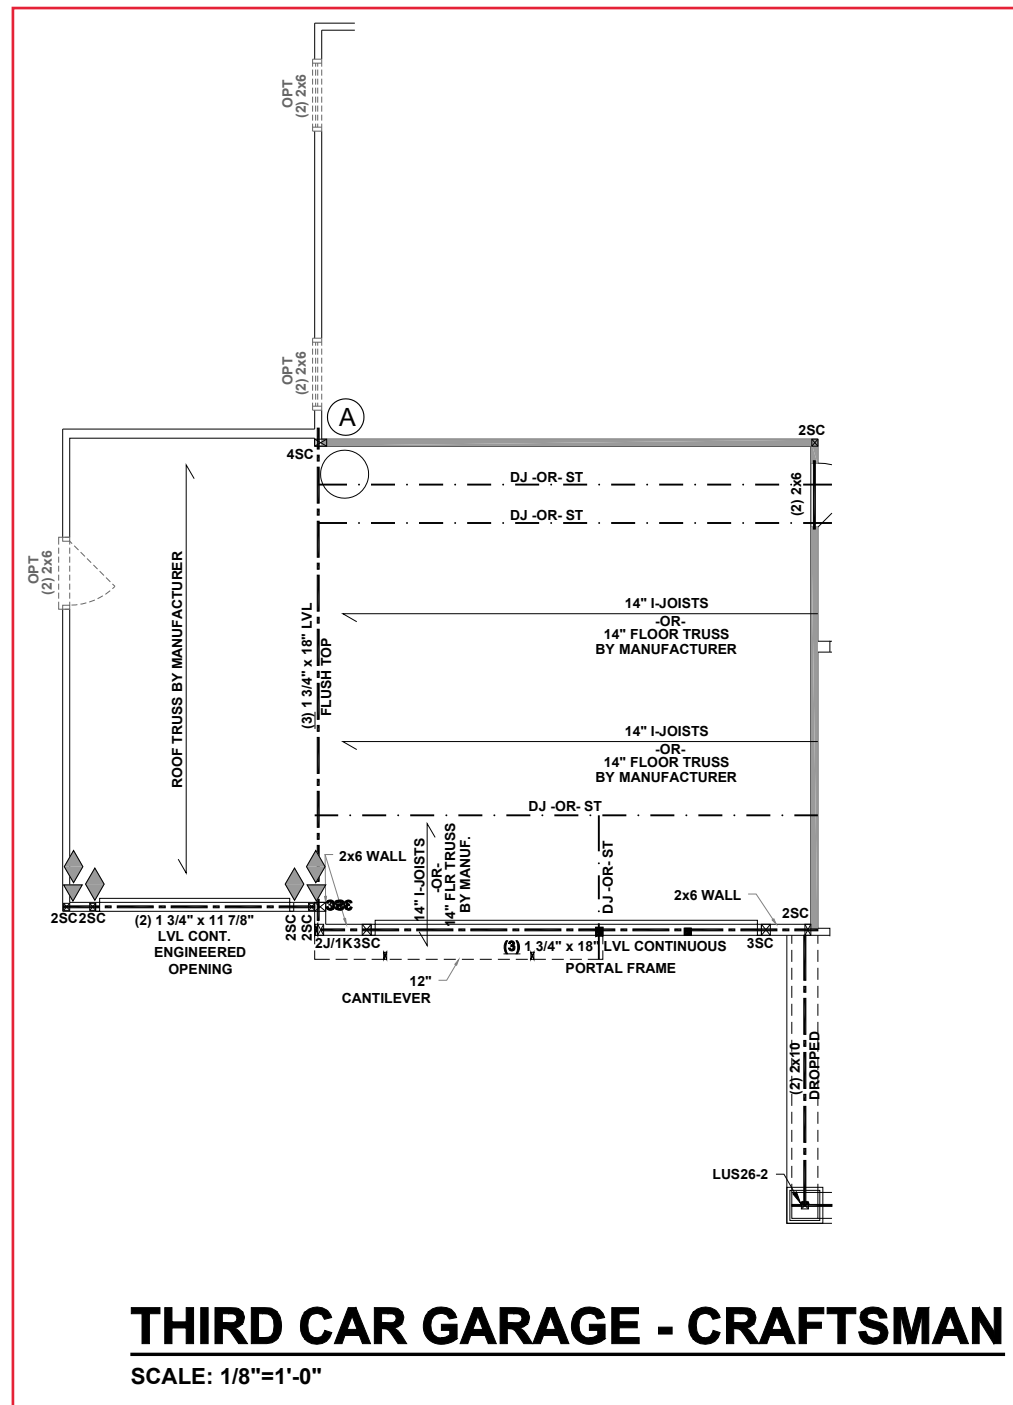 OPT
(2) 2x6
OPT
(2) 2x6
A
4SC
2SC
DJ -OR- ST
(2) 2x6
DJ -OR- ST
OPT
(2) 2x6
ROOF TRUSS BY MANUFACTURER
(3) 1 3/4" x 18" LVL
FLUSH TOP
14" I-JOISTS
-OR-
14" FLOOR TRUSS
BY MANUFACTURER
14" I-JOISTS
-OR-
14" FLOOR TRUSS
BY MANUFACTURER
DJ -OR- ST
2x6 WALL
14" I-JOISTS
-OR-
14" FLR TRUSS
BY MANUF.
DJ -OR- ST
2x6 WALL
2SC
2SC
2SC
2SC
2SC
(2) 1 3/4" x 11 7/8"
LVL CONT.
ENGINEERED
OPENING
2J/1K
3SC
(3) 1 3/4" x 18" LVL CONTINUOUS
PORTAL FRAME
3SC
12"
CANTILEVER
(2) 2x10
DROPPED
LUS26-2
THIRD CAR GARAGE - CRAFTSMAN
SCALE: 1/8"=1'-0"